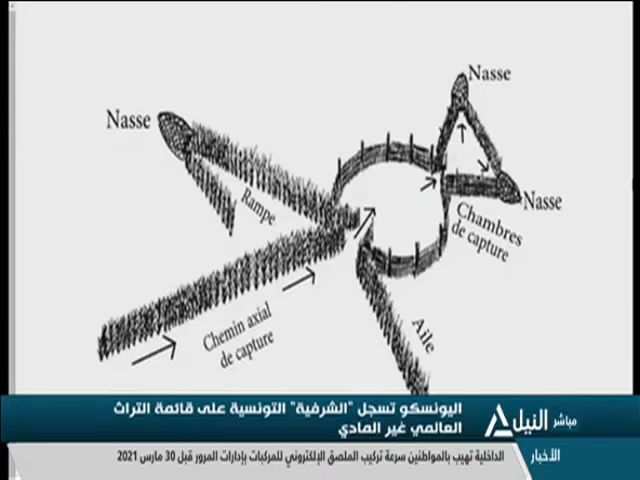 Nasse
Nasse
Nasse
Rampe
Chambres
de capture
Chemin axial
de capture
Aile
اليونسكو تسجل "الشرفية" التونسية على قائمة التراث
العالمي غير المادي
النيل مباشر
الأخبار
الداخلية تهيب بالمواطنين سرعة تركيب الملصق الإلكتروني للمركبات بإدارات المرور قبل 30 مارس 2021